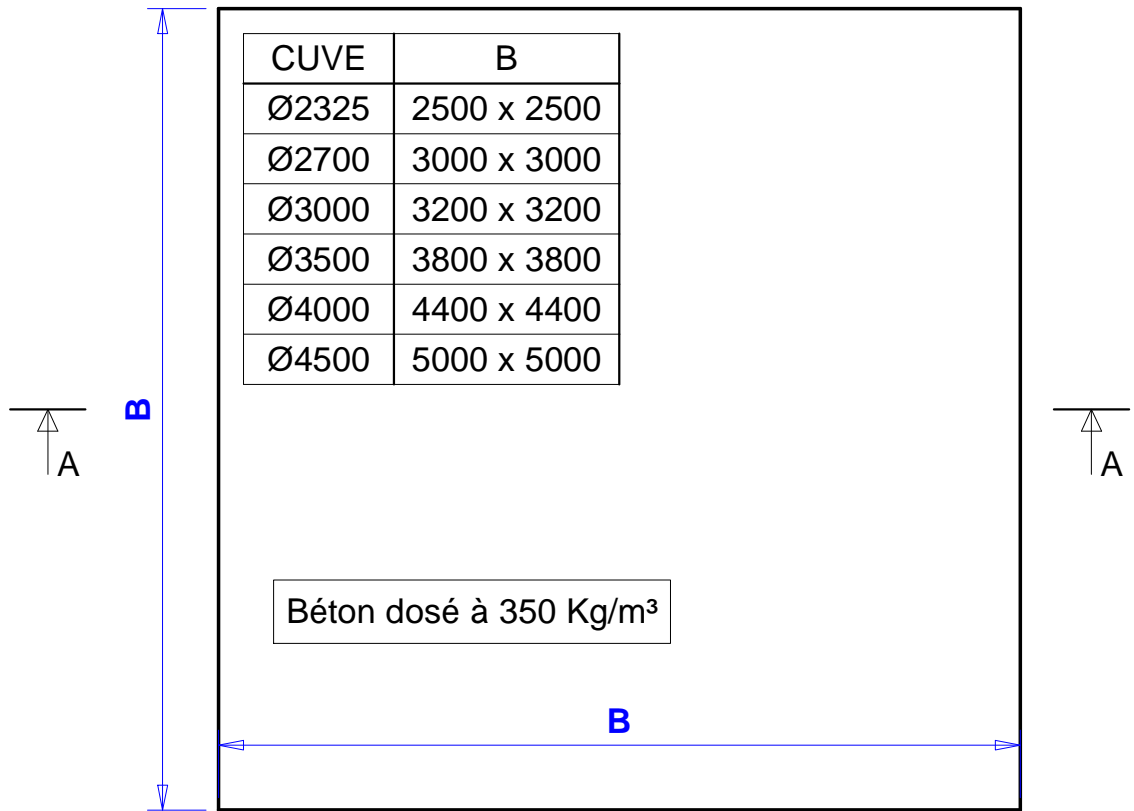 CUVE B
Ø2325 2500 x 2500
Ø2700 3000 x 3000
Ø3000 3200 x 3200
Ø3500 3800 x 3800
Ø4000 4400 x 4400
Ø4500 5000 x 5000
B
A A
Béton dosé à 350 Kg/m³
B